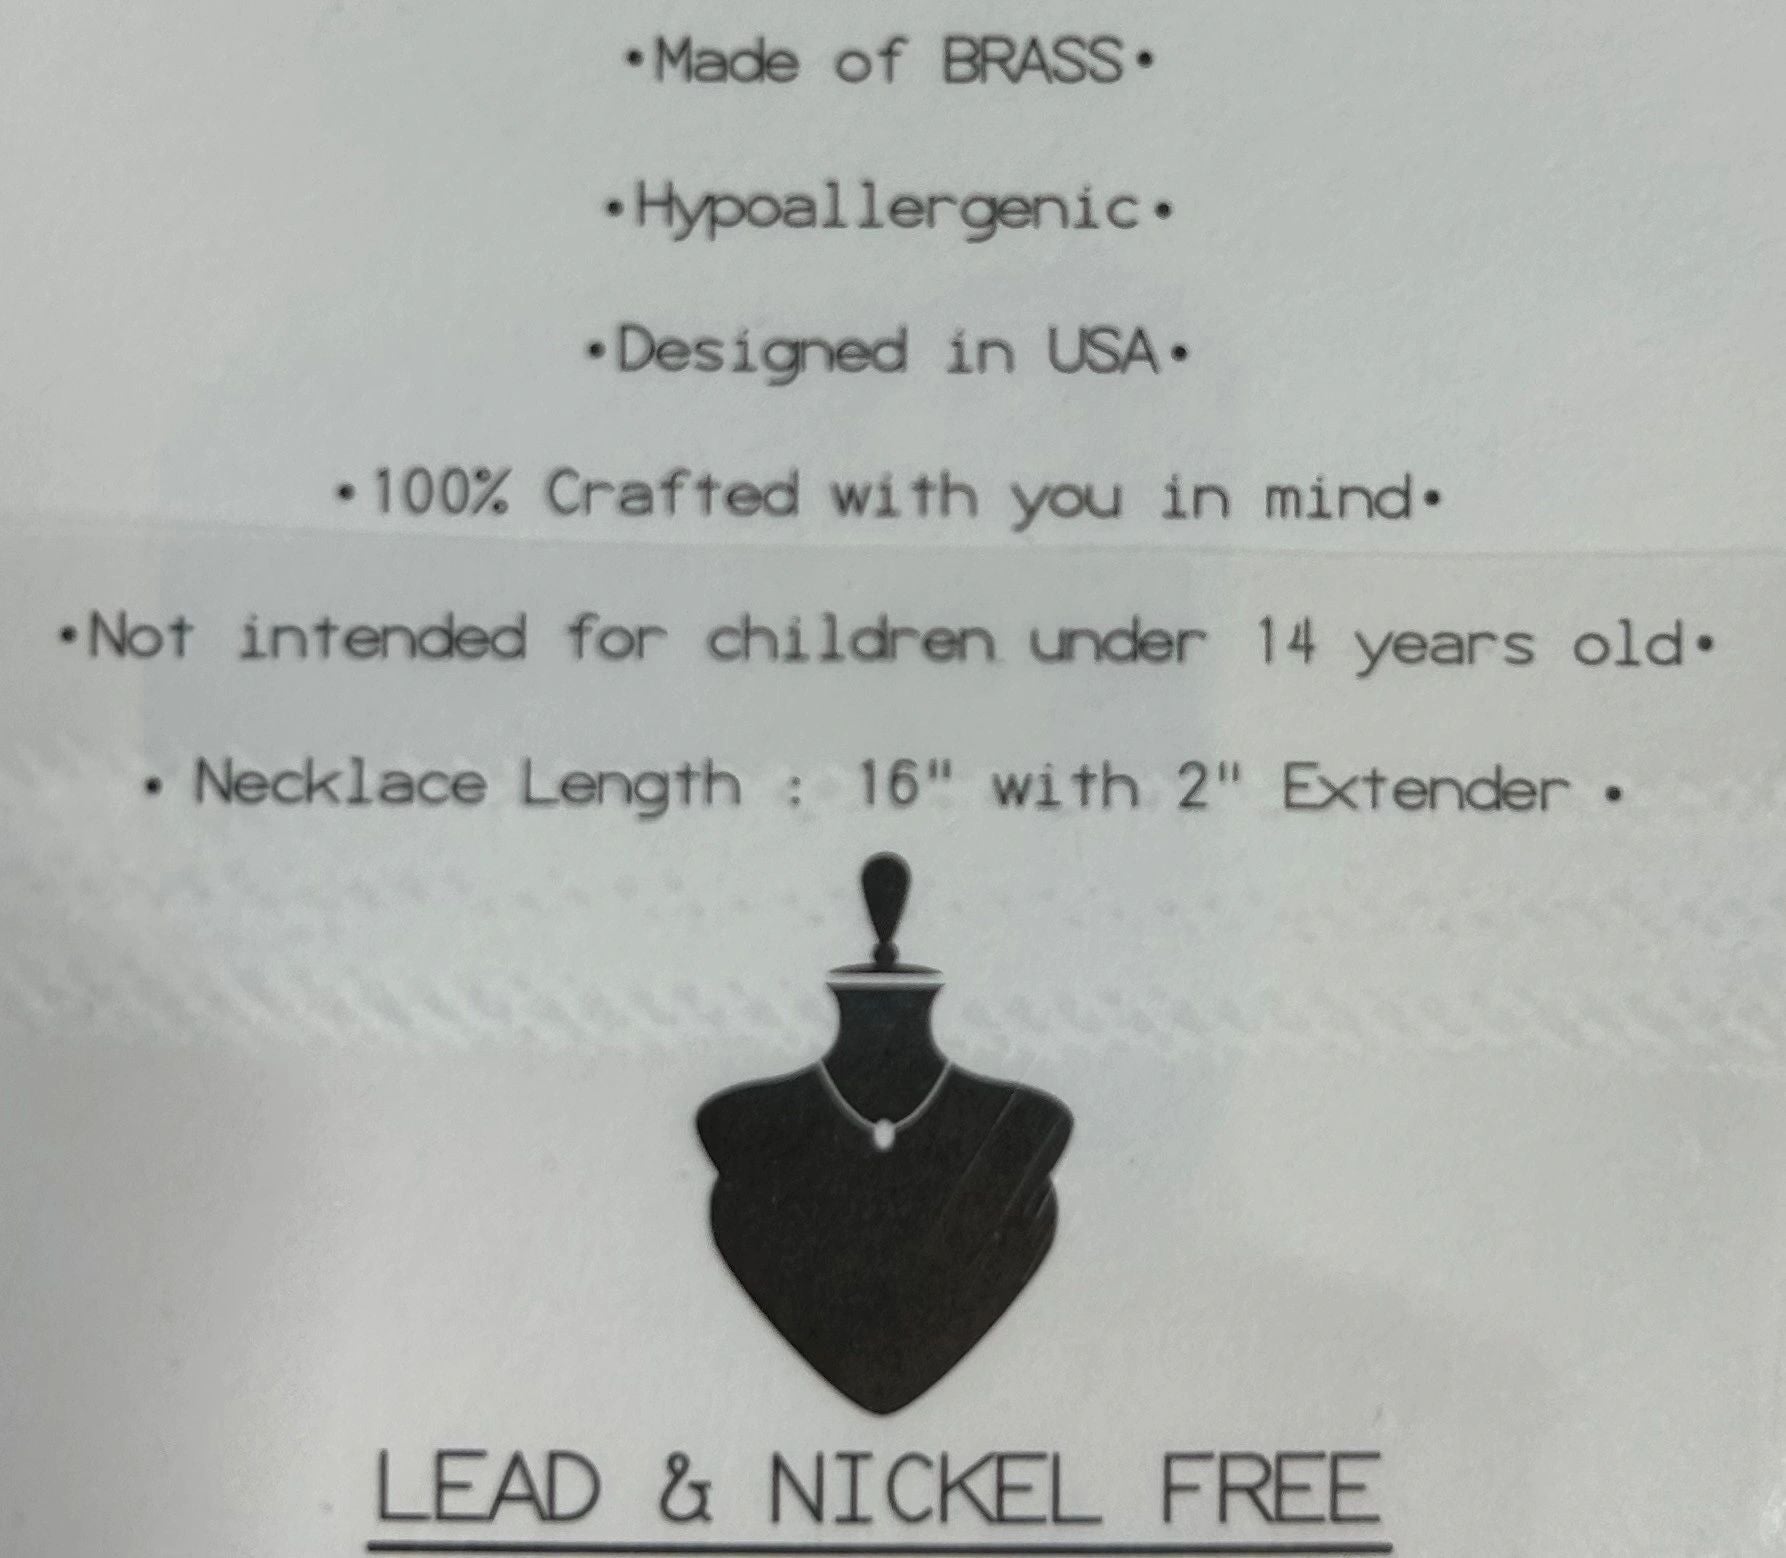 •Made of BRASS•
•Hypoallergenic•
•Designed in USA•
•100% Crafted with you in mind•
•Not intended for children under 14 years old•
• Necklace Length : 16" with 2" Extender •
LEAD & NICKEL FREE